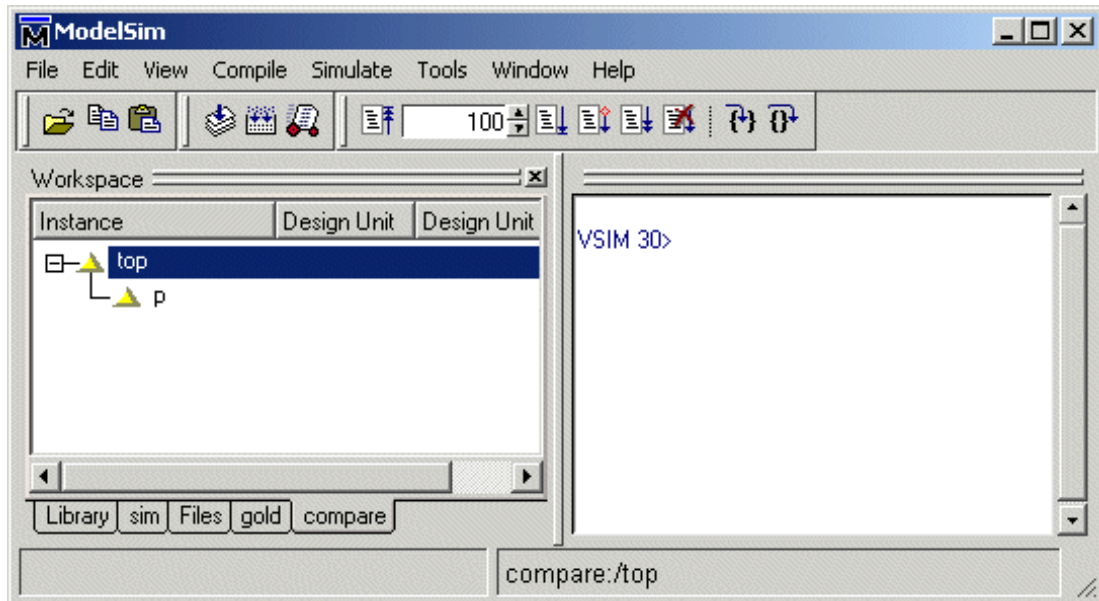 ModelSim
File Edit View Compile Simulate Tools Window Help
100
Workspace
Instance Design Unit Design Unit
top
p
VSIM 30>
Library sim Files gold compare
compare:/top